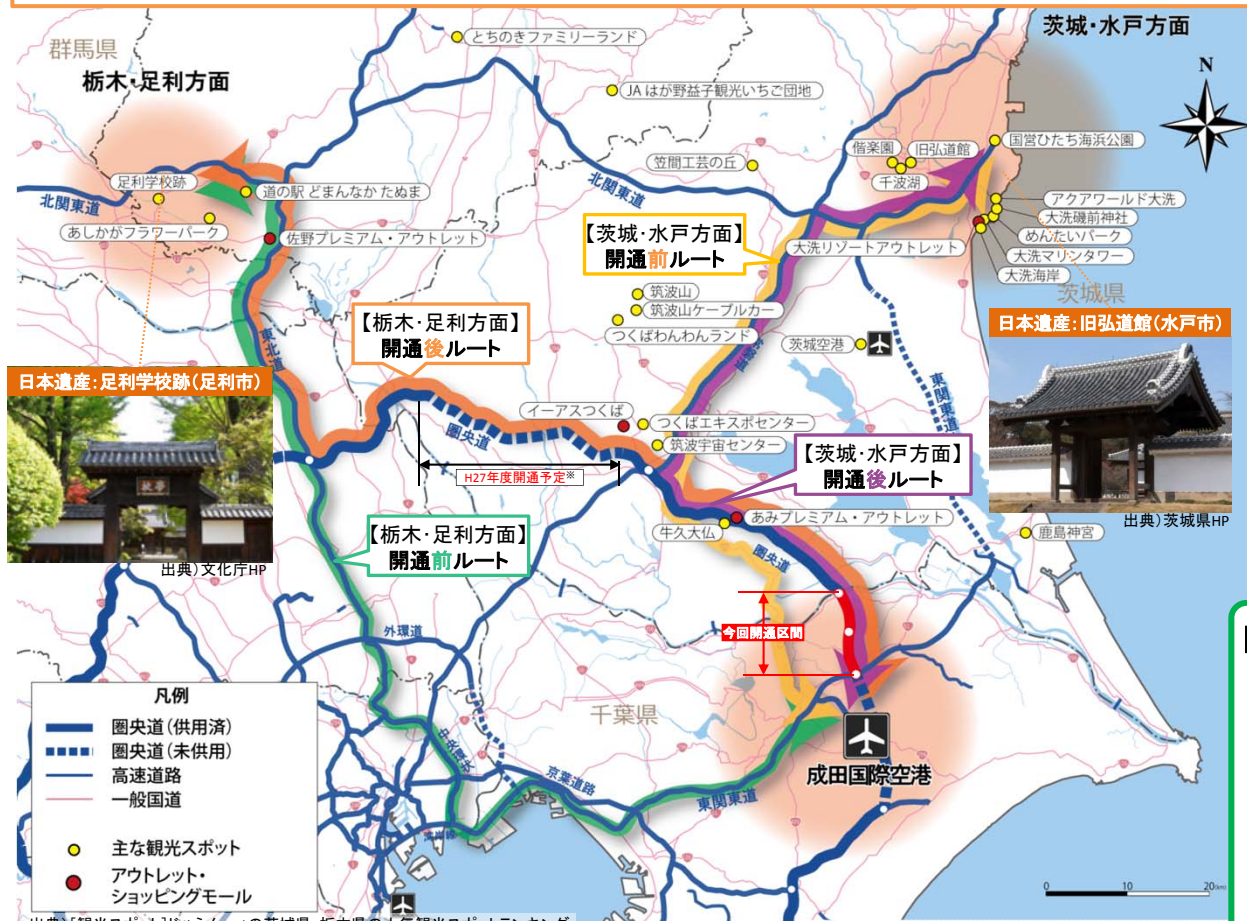 群馬県
栃木・足利方面
とちのきファミリーランド
茨城・水戸方面
N
JA はが野益子観光いちご団地
偕楽園
旧弘道館
千波湖
国営ひたち海浜公園
笠間工芸の丘
足利学校跡
道の駅 どまんなか たぬま
北関東道
北関東道
あしかがフラワーパーク
佐野プレミアム・アウトレット
アクアワールド大洗
大洗磯前神社
めんたいパーク
大洗マリンタワー
大洗海岸
【茨城・水戸方面】
開通前ルート
大洗リゾートアウトレット
茨城県
筑波山
筑波山ケーブルカー
つくばわんわんランド
茨城空港
東北道
【栃木・足利方面】
開通後ルート
日本遺産:旧弘道館(水戸市)
日本遺産:足利学校跡(足利市)
東関東道
イーアスつくば
つくばエキスポセンター
筑波宇宙センター
圏央道
H27年度開通予定※
【茨城・水戸方面】
開通後ルート
あみプレミアム・アウトレット
牛久大仏
出典)茨城県HP
鹿島神宮
【栃木・足利方面】
開通前ルート
出典)文化庁HP
圏央道
外環道
今回開通区間
千葉県
凡例
圏央道(供用済)
圏央道(未供用)
高速道路
一般国道
主な観光スポット
アウトレット・
ショッピングモール
中央環状
京葉道路
東関東道
湾岸線
成田国際空港
0 10 20(km)